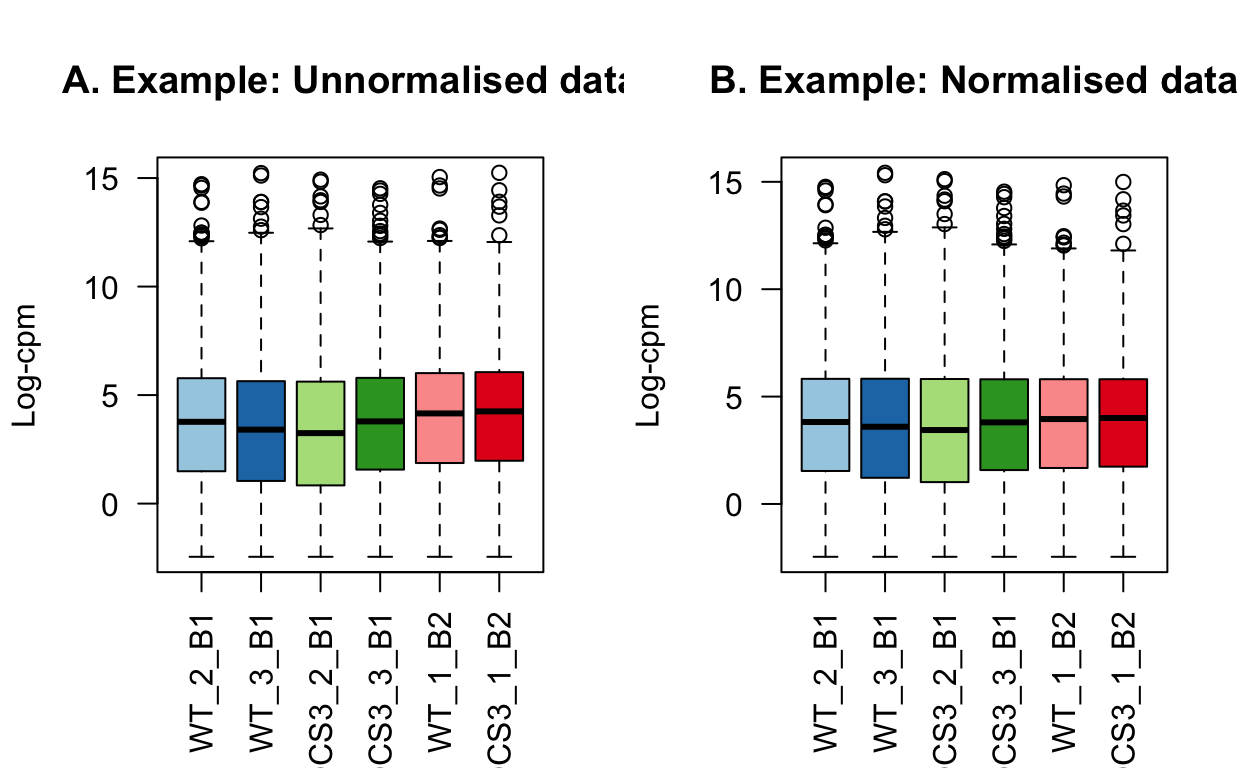 A. Example: Unnormalised data
B. Example: Normalised data
Log-cpm
15
10
5
0
WT_2_B1
WT_3_B1
CS3_2_B1
CS3_3_B1
WT_1_B2
CS3_1_B2
Log-cpm
15
10
5
0
WT_2_B1
WT_3_B1
CS3_2_B1
CS3_3_B1
WT_1_B2
CS3_1_B2